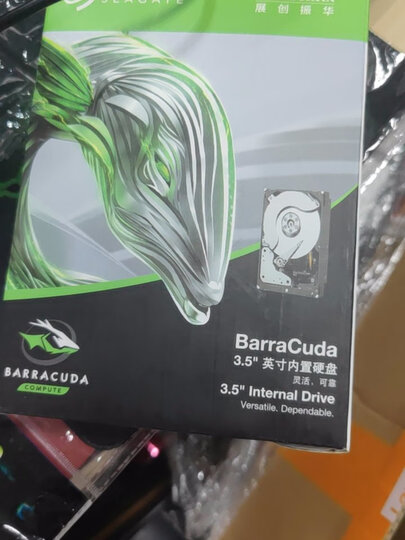 SEAGATE
展创振华
BarraCuda
3.5" 英寸内置硬盘
灵活，可靠
3.5" Internal Drive
Versatile. Dependable.
BARRACUDA
COMPUTE